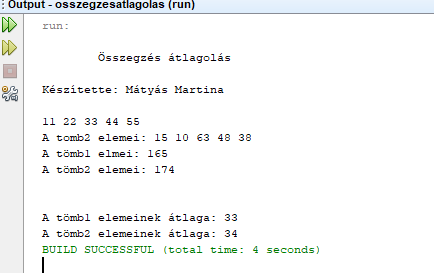 Output - osszegzesatlagolas (run)
run:
Összegzés átlagolás
Készítette: Mátyás Martina
11 22 33 44 55
A tomb2 elemei: 15 10 63 48 38
A tömb1 elmei: 165
A tömb2 elemei: 174
A tömb1 elemeinek átlaga: 33
A tömb2 elemeinek átlaga: 34
BUILD SUCCESSFUL (total time: 4 seconds)